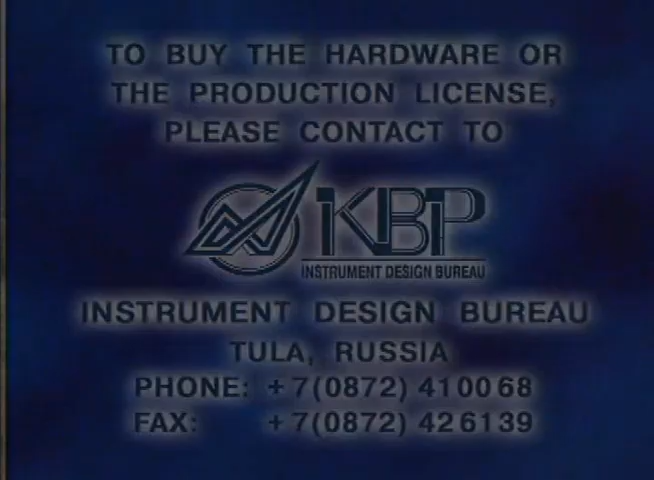 TO BUY THE HARDWARE OR
THE PRODUCTION LICENSE,
PLEASE CONTACT TO
KBP
INSTRUMENT DESIGN BUREAU
INSTRUMENT DESIGN BUREAU
TULA, RUSSIA
PHONE: +7(0872) 410068
FAX: +7(0872) 426139